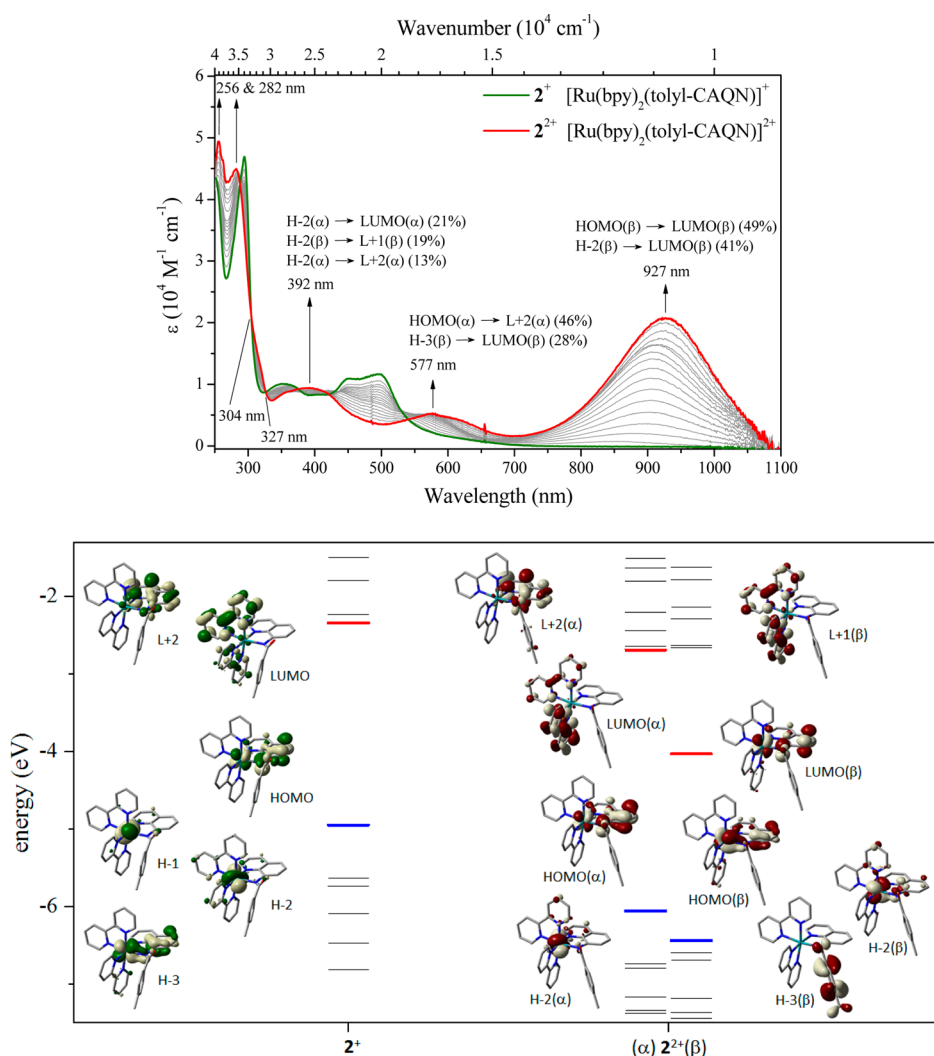 Wavenumber (10⁴ cm⁻¹)
4 3.5 3 2.5 2 1.5 1
256 & 282 nm
2⁺ [Ru(bpy)₂(tolyl-CAQN)]⁺
2²⁺ [Ru(bpy)₂(tolyl-CAQN)]²⁺
H-2(α) → LUMO(α) (21%)
H-2(β) → L+1(β) (19%)
H-2(α) → L+2(α) (13%)
392 nm
HOMO(β) → LUMO(β) (49%)
H-2(β) → LUMO(β) (41%)
927 nm
HOMO(α) → L+2(α) (46%)
H-3(β) → LUMO(β) (28%)
577 nm
304 nm
327 nm
ε (10⁴ M⁻¹ cm⁻¹)
6
5
4
3
2
1
0
300 400 500 600 700 800 900 1000 1100
Wavelength (nm)
energy (eV)
-2
-4
-6
L+2
LUMO
HOMO
H-1
H-2
H-3
L+2(α)
L+1(β)
LUMO(α)
LUMO(β)
HOMO(α)
HOMO(β)
H-2(β)
H-2(α)
H-3(β)
2⁺
(α) 2²⁺(β)